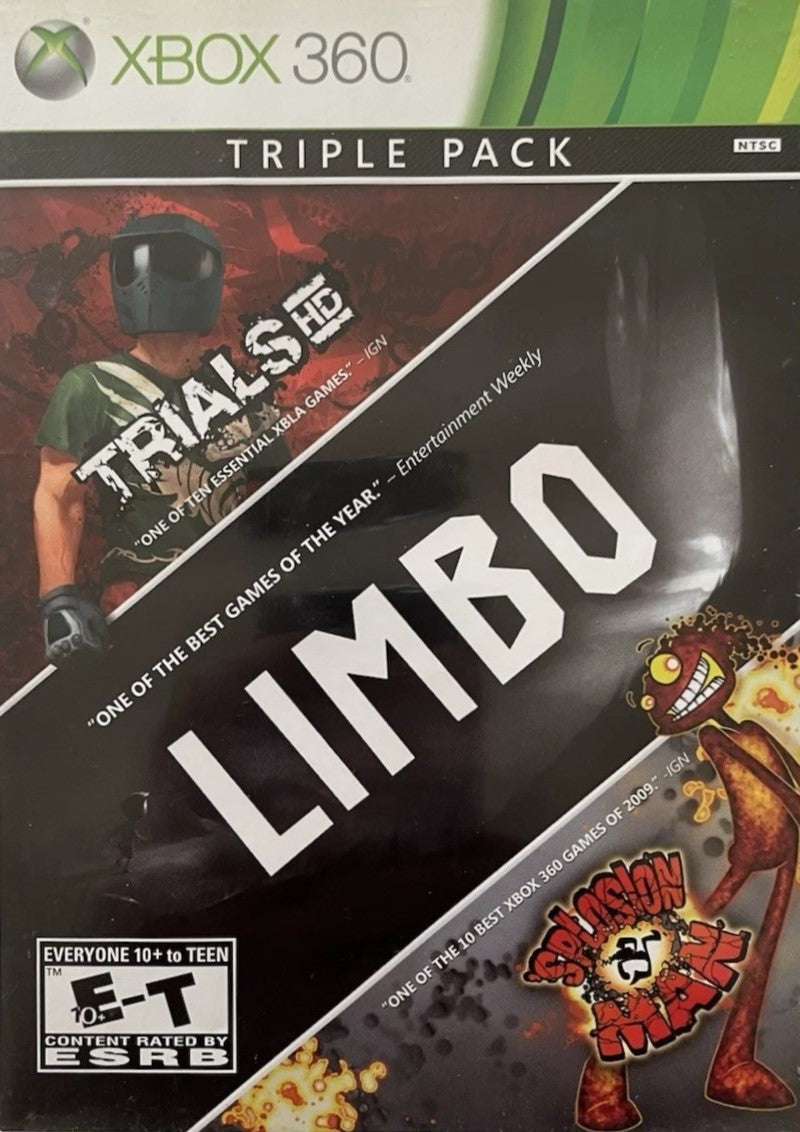 XBOX 360®
TRIPLE PACK
NTSC
TRIALS HD
"ONE OF TEN ESSENTIAL XBLA GAMES." – IGN
"ONE OF THE BEST GAMES OF THE YEAR." – Entertainment Weekly
LIMBO
"ONE OF THE 10 BEST XBOX 360 GAMES OF 2009." -IGN
'SPLOSION
MAN
EVERYONE 10+ to TEEN
TM
E-T
10+
CONTENT RATED BY
ESRB